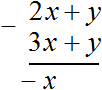 − 2x + y
3x + y
− x